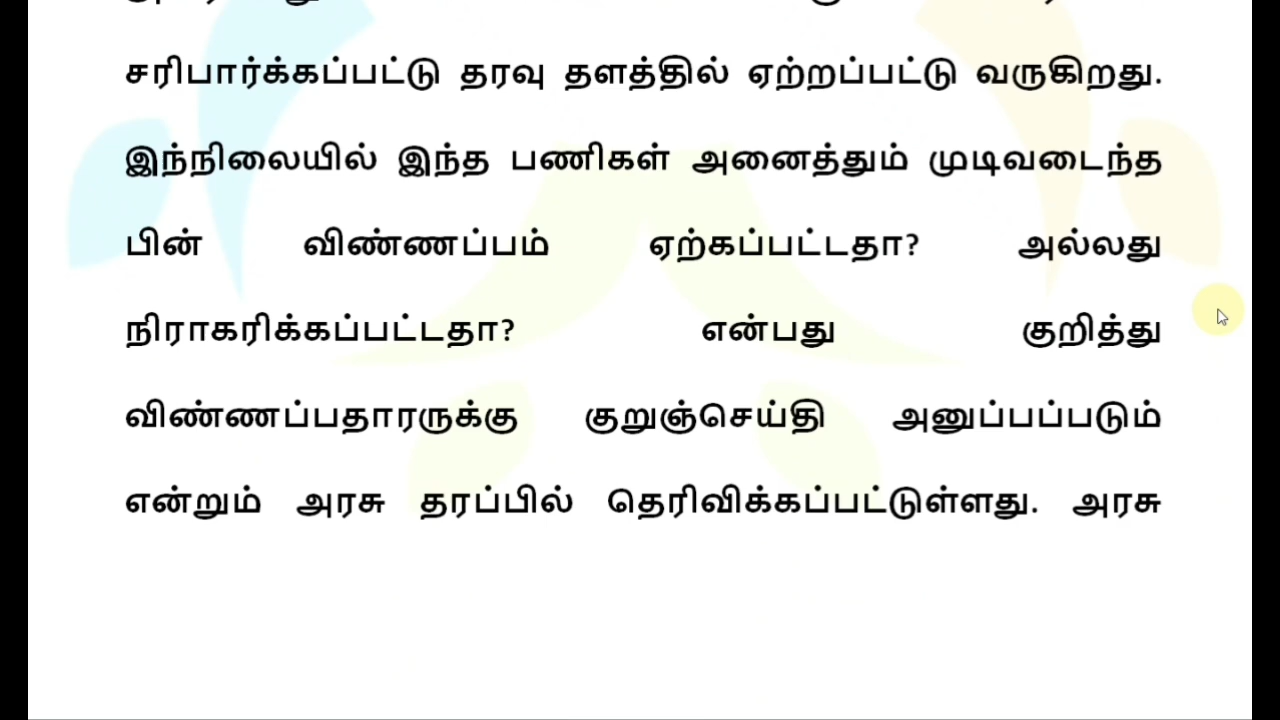 சரிபார்க்கப்பட்டு தரவு தளத்தில் ஏற்றப்பட்டு வருகிறது.
இந்நிலையில் இந்த பணிகள் அனைத்தும் முடிவடைந்த
பின் விண்ணப்பம் ஏற்கப்பட்டதா? அல்லது
நிராகரிக்கப்பட்டதா? என்பது குறித்து
விண்ணப்பதாரருக்கு குறுஞ்செய்தி அனுப்பப்படும்
என்றும் அரசு தரப்பில் தெரிவிக்கப்பட்டுள்ளது. அரசு